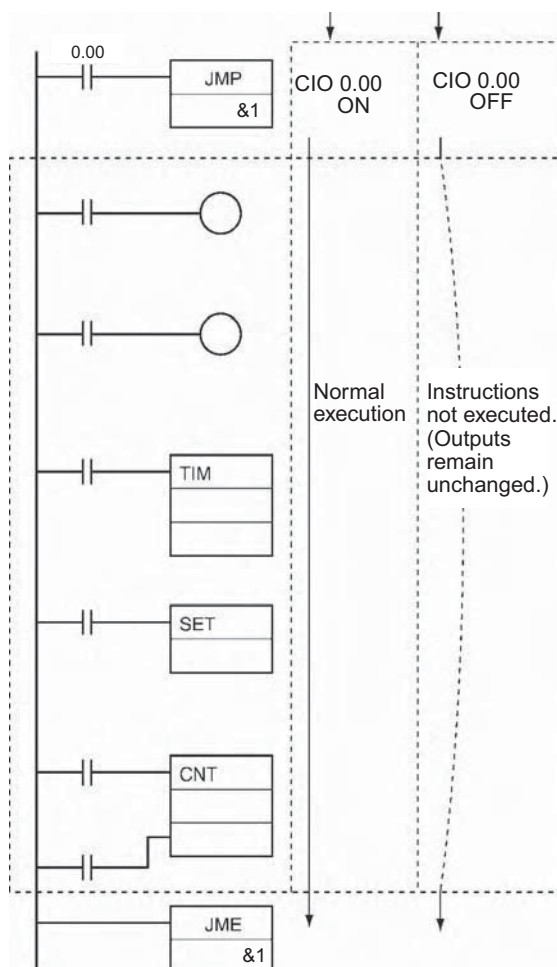 0.00
JMP
&1
CIO 0.00
ON
CIO 0.00
OFF
Normal
execution
Instructions
not executed.
(Outputs
remain
unchanged.)
TIM
SET
CNT
JME
&1